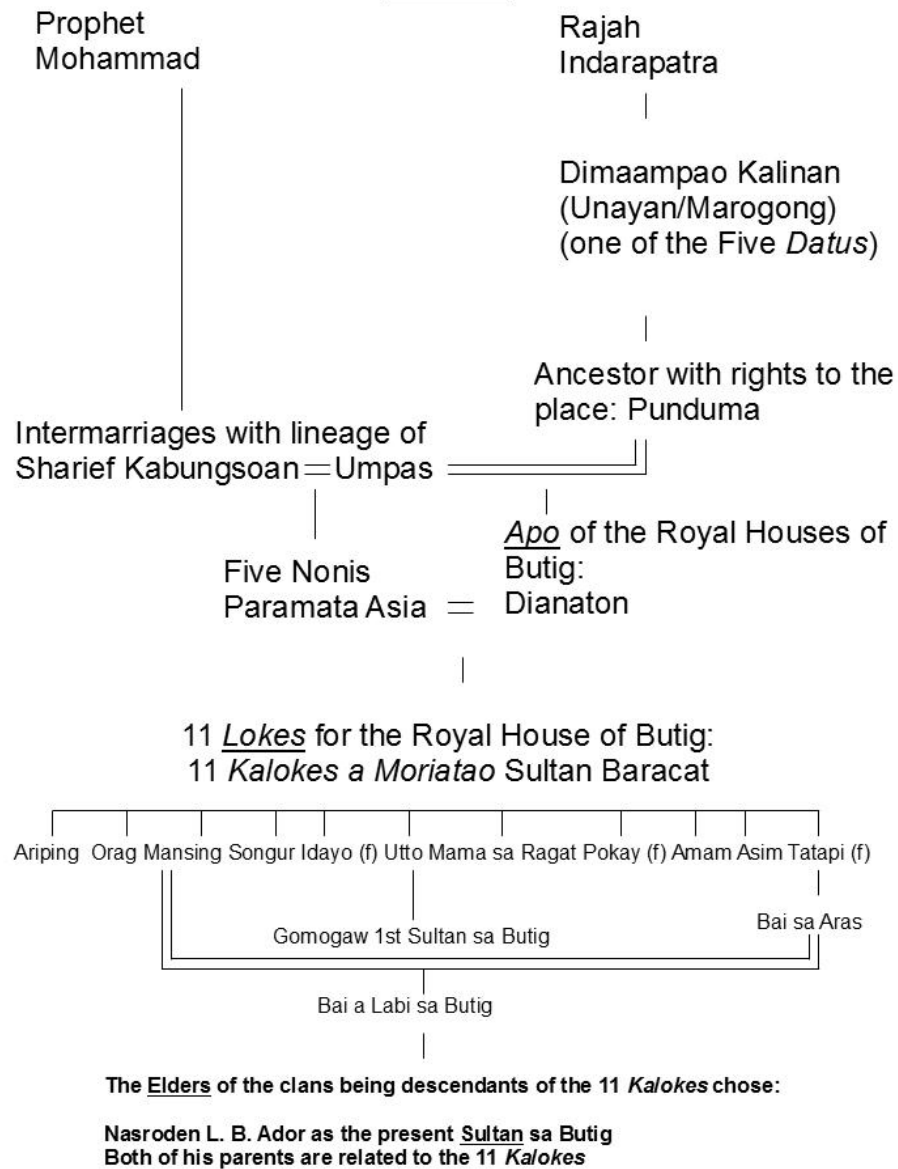 Prophet
Mohammad
Rajah
Indarapatra
Dimaampao Kalinan
(Unayan/Marogong)
(one of the Five Datus)
Ancestor with rights to the
place: Punduma
Intermarriages with lineage of
Sharief Kabungsoan = Umpas
Apo of the Royal Houses of
Butig:
Dianaton
Five Nonis
Paramata Asia =
11 Lokes for the Royal House of Butig:
11 Kalokes a Moriatao Sultan Baracat
Ariping Orag Mansing Songur Idayo (f) Utto Mama sa Ragat Pokay (f) Amam Asim Tatapi (f)
Bai sa Aras
Gomogaw 1st Sultan sa Butig
Bai a Labi sa Butig
The Elders of the clans being descendants of the 11 Kalokes chose:
Nasroden L. B. Ador as the present Sultan sa Butig
Both of his parents are related to the 11 Kalokes